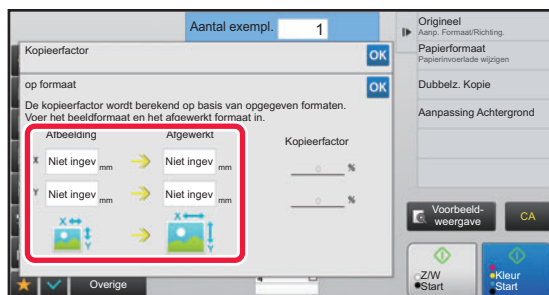 Aantal exempl. 1
Kopieerfactor OK
op formaat OK
De kopieerfactor wordt berekend op basis van opgegeven formaten.
Voer het beeldformaat en het afgewerkt formaat in.
Afbeelding Afgewerkt
Kopieerfactor
X Niet ingev mm Niet ingev mm 0 %
Y Niet ingev mm Niet ingev mm 0 %
X X
Y Y
Overige
Origineel
Aanp. Formaat/Richting.
Papierformaat
Papierinvoerlade wijzigen
Dubbelz. Kopie
Aanpassing Achtergrond
Voorbeeld-
weergave
CA
Z/W
Start
Kleur
Start